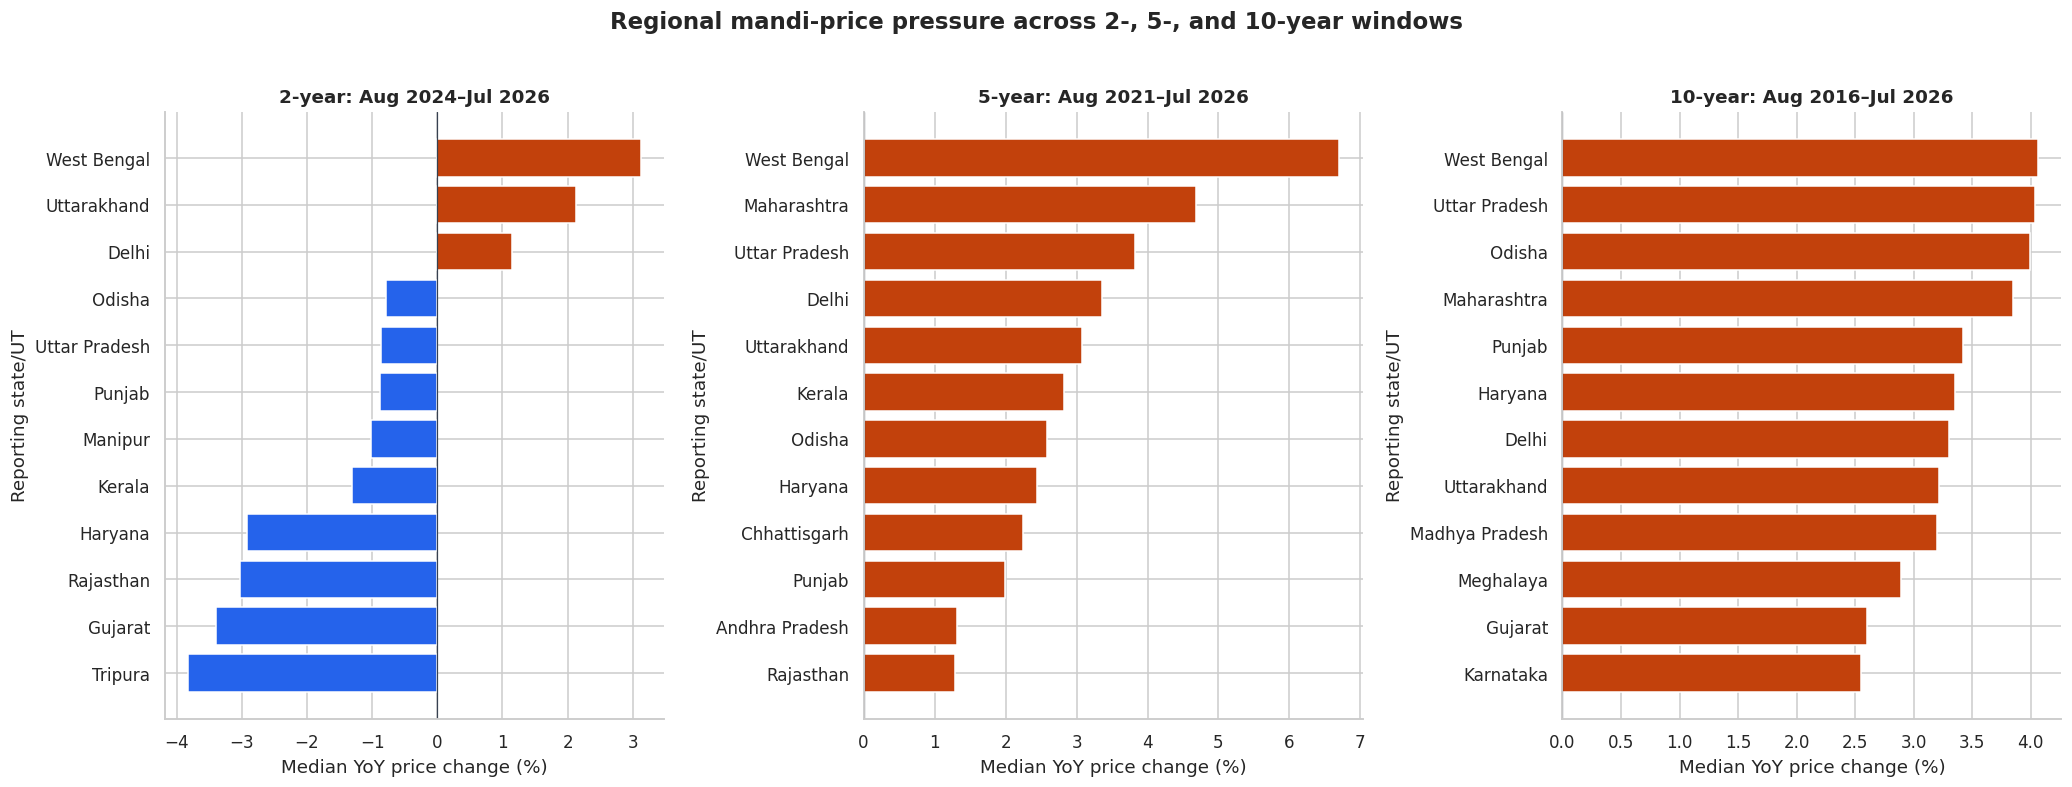 Regional mandi-price pressure across 2-, 5-, and 10-year windows
2-year: Aug 2024–Jul 2026
Reporting state/UT
West Bengal
Uttarakhand
Delhi
Odisha
Uttar Pradesh
Punjab
Manipur
Kerala
Haryana
Rajasthan
Gujarat
Tripura
−4 −3 −2 −1 0 1 2 3
Median YoY price change (%)
5-year: Aug 2021–Jul 2026
Reporting state/UT
West Bengal
Maharashtra
Uttar Pradesh
Delhi
Uttarakhand
Kerala
Odisha
Haryana
Chhattisgarh
Punjab
Andhra Pradesh
Rajasthan
0 1 2 3 4 5 6 7
Median YoY price change (%)
10-year: Aug 2016–Jul 2026
Reporting state/UT
West Bengal
Uttar Pradesh
Odisha
Maharashtra
Punjab
Haryana
Delhi
Uttarakhand
Madhya Pradesh
Meghalaya
Gujarat
Karnataka
0.0 0.5 1.0 1.5 2.0 2.5 3.0 3.5 4.0
Median YoY price change (%)